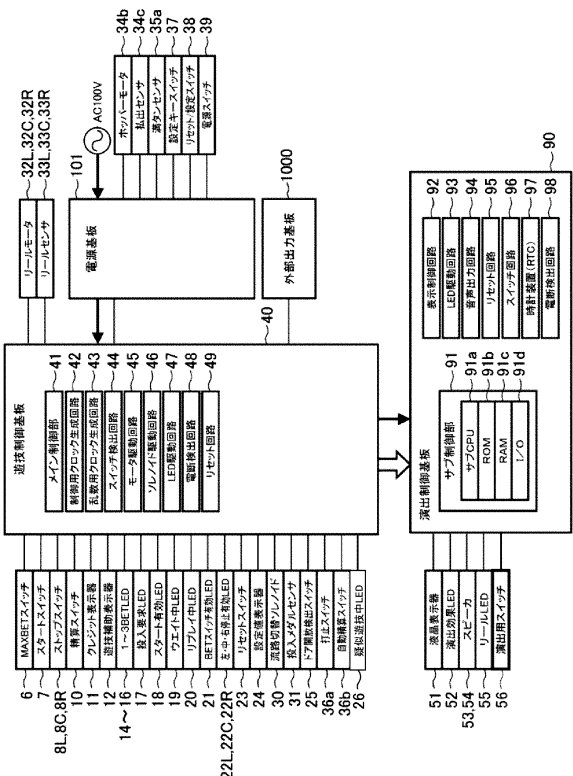 6 MAXBETスイッチ
7 スタートスイッチ
8L,8C,8R ストップスイッチ
10 精算スイッチ
11 クレジット表示器
12 遊技補助表示器
14～16 1～3BETLED
17 投入要求LED
18 スタート有効LED
19 ウエイト中LED
20 リプレイ中LED
21 BETスイッチ有効LED
22L,22C,22R 左・中・右停止有効LED
23 リセットスイッチ
24 設定値表示器
30 流路切替ソレノイド
31 投入メダルセンサ
25 ドア開放検出スイッチ
36a 打止スイッチ
36b 自動精算スイッチ
26 疑似遊技中LED
遊技制御基板
40
メイン制御部 41
制御用クロック生成回路 42
乱数用クロック生成回路 43
スイッチ検出回路 44
モータ駆動回路 45
ソレノイド駆動回路 46
LED駆動回路 47
電断検出回路 48
リセット回路 49
リールモータ 32L,32C,32R
リールセンサ 33L,33C,33R
電源基板
101
AC100V
ホッパーモータ 34b
払出センサ 34c
満タンセンサ 35a
設定キースイッチ 37
リセット/設定スイッチ 38
電源スイッチ 39
外部出力基板
1000
51 液晶表示器
52 演出効果LED
53,54 スピーカ
55 リールLED
56 演出用スイッチ
演出制御基板
90
サブ制御部
91
サブCPU 91a
ROM 91b
RAM 91c
I/O 91d
表示制御回路 92
LED駆動回路 93
音声出力回路 94
リセット回路 95
スイッチ回路 96
時計装置(RTC) 97
電断検出回路 98